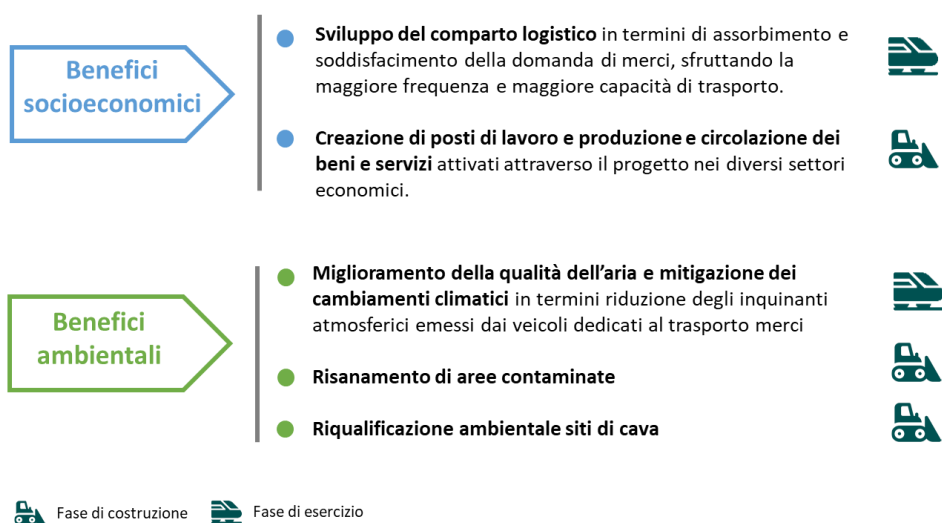 Benefici
socioeconomici
Sviluppo del comparto logistico in termini di assorbimento e
soddisfacimento della domanda di merci, sfruttando la
maggiore frequenza e maggiore capacità di trasporto.
Creazione di posti di lavoro e produzione e circolazione dei
beni e servizi attivati attraverso il progetto nei diversi settori
economici.
Benefici
ambientali
Miglioramento della qualità dell’aria e mitigazione dei
cambiamenti climatici in termini riduzione degli inquinanti
atmosferici emessi dai veicoli dedicati al trasporto merci
Risanamento di aree contaminate
Riqualificazione ambientale siti di cava
Fase di costruzione
Fase di esercizio